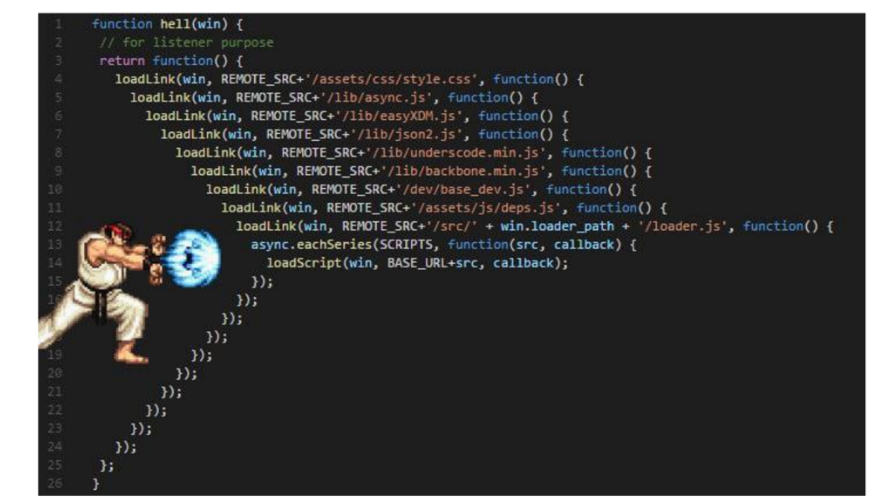 1 function hell(win) {
2 // for listener purpose
3 return function() {
4 loadLink(win, REMOTE_SRC+'/assets/css/style.css', function() {
5 loadLink(win, REMOTE_SRC+'/lib/async.js', function() {
6 loadLink(win, REMOTE_SRC+'/lib/easyXDM.js', function() {
7 loadLink(win, REMOTE_SRC+'/lib/json2.js', function() {
8 loadLink(win, REMOTE_SRC+'/lib/underscode.min.js', function() {
9 loadLink(win, REMOTE_SRC+'/lib/backbone.min.js', function() {
10 loadLink(win, REMOTE_SRC+'/dev/base_dev.js', function() {
11 loadLink(win, REMOTE_SRC+'/assets/js/deps.js', function() {
12 loadLink(win, REMOTE_SRC+'/src/' + win.loader_path + '/loader.js', function() {
13 async.eachSeries(SCRIPTS, function(src, callback) {
14 loadScript(win, BASE_URL+src, callback);
15 });
16 });
});
});
19 });
20 });
21 });
22 });
23 });
24 });
25 };
26 }